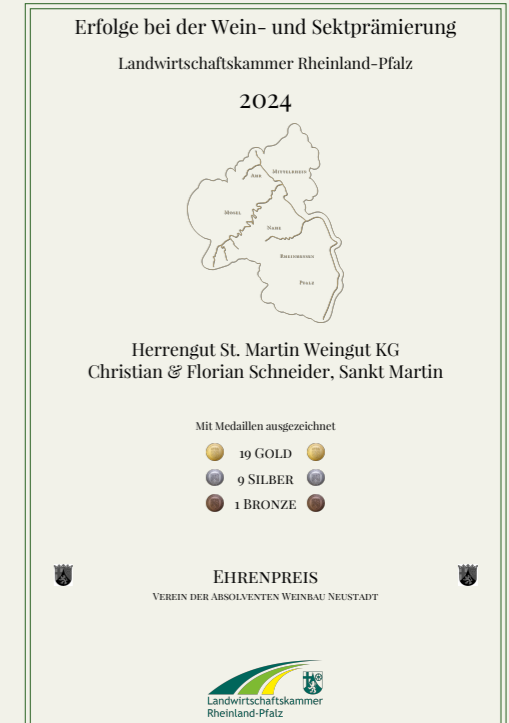 Erfolge bei der Wein- und Sektprämierung
Landwirtschaftskammer Rheinland-Pfalz
2024
Ahr
Mittelrhein
Mosel
Nahe
Rheinhessen
Pfalz
Herrengut St. Martin Weingut KG
Christian & Florian Schneider, Sankt Martin
Mit Medaillen ausgezeichnet
19 Gold
9 Silber
1 Bronze
Ehrenpreis
Verein der Absolventen Weinbau Neustadt
Landwirtschaftskammer
Rheinland-Pfalz